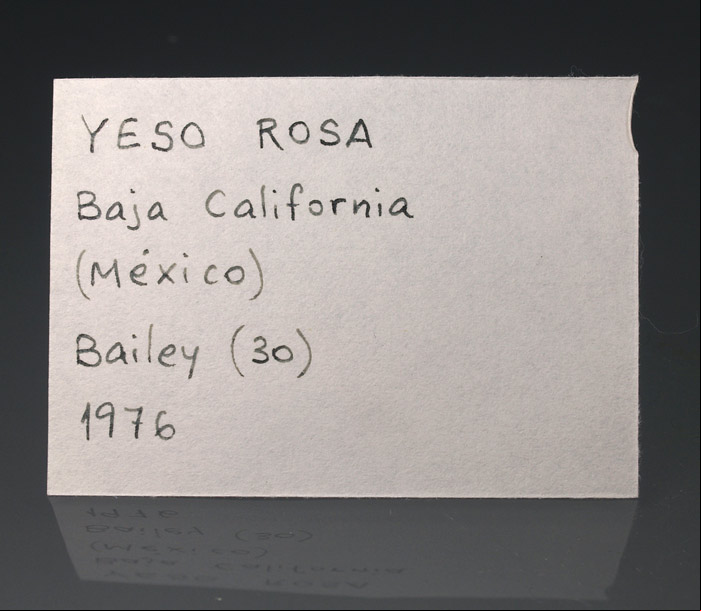 YESO ROSA
Baja California
(México)
Bailey (30)
1976